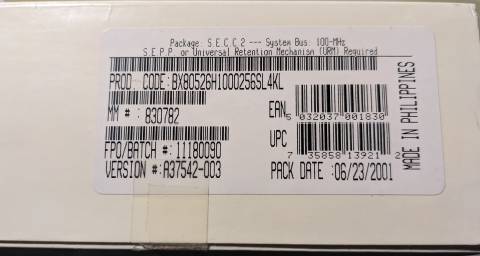 Package: S.E.C.C.2 --- System Bus: 100-MHz
S.E.P.P. or Universal Retention Mechanism (URM) Required
PROD. CODE:BX80526H1000256SL4KL
MM # : 830782
EAN
5 032037 001830
UPC
7 35858 13921 2
FPO/BATCH #: 11180090
VERSION #:A37542-003
PACK DATE :06/23/2001
MADE IN PHILIPPINES